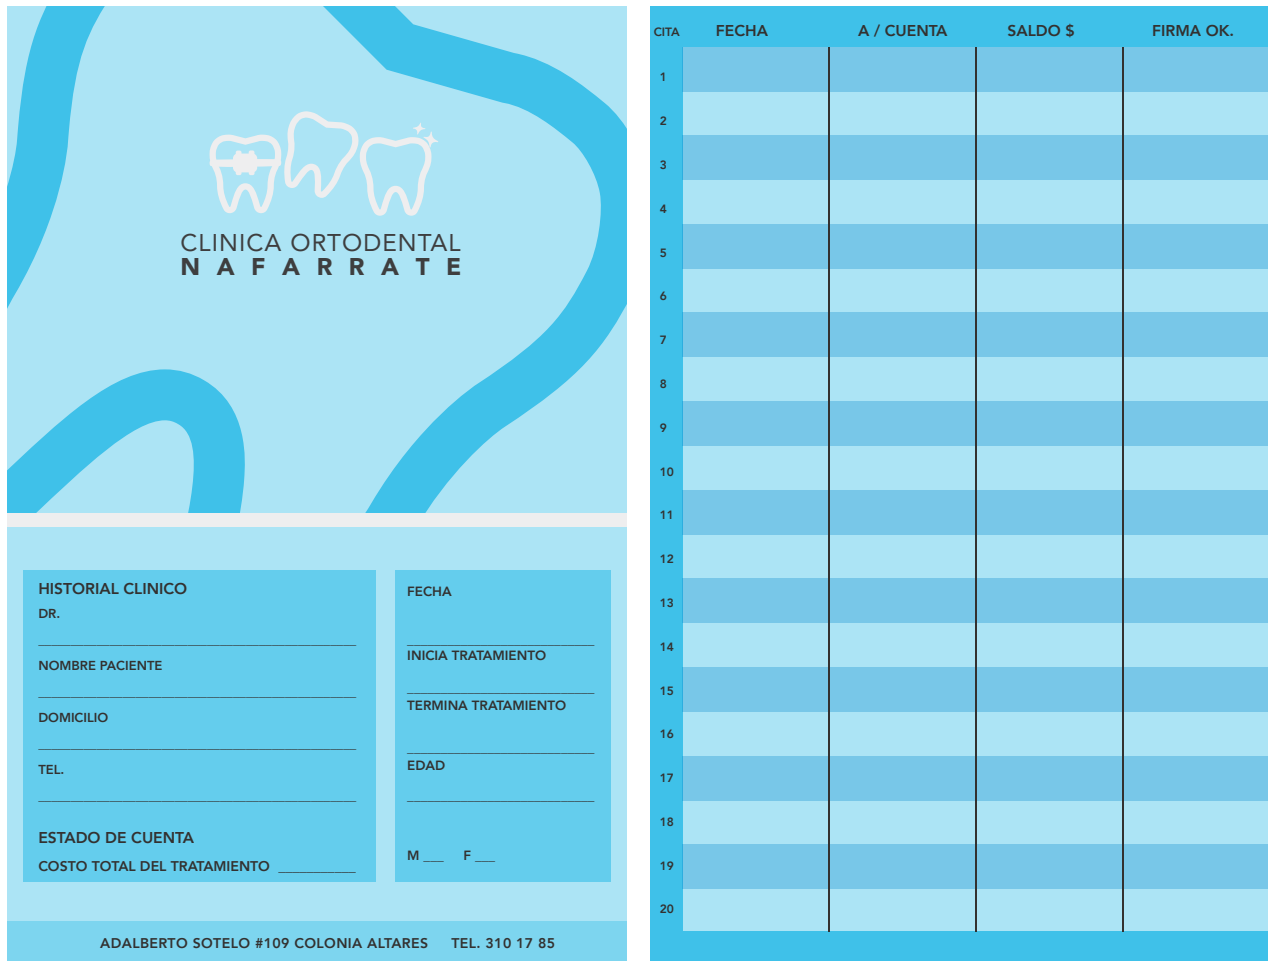 CLINICA ORTODENTAL
NAFARRATE
HISTORIAL CLINICO
DR.
NOMBRE PACIENTE
DOMICILIO
TEL.
ESTADO DE CUENTA
COSTO TOTAL DEL TRATAMIENTO
FECHA
INICIA TRATAMIENTO
TERMINA TRATAMIENTO
EDAD
M ___ F ___
ADALBERTO SOTELO #109 COLONIA ALTARES TEL. 310 17 85
CITA FECHA A / CUENTA SALDO $ FIRMA OK.
1
2
3
4
5
6
7
8
9
10
11
12
13
14
15
16
17
18
19
20